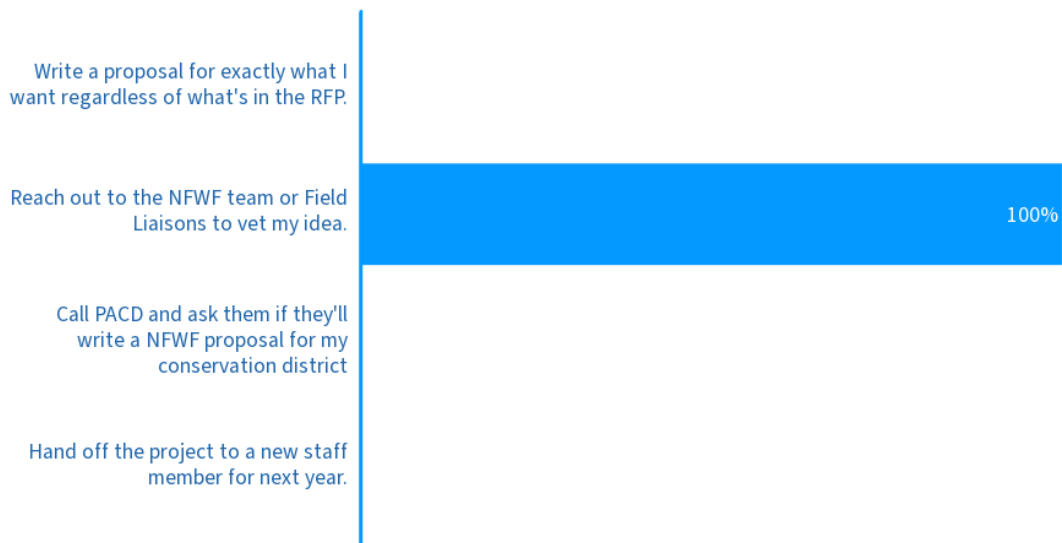 Write a proposal for exactly what I
want regardless of what's in the RFP.
Reach out to the NFWF team or Field
Liaisons to vet my idea.
100%
Call PACD and ask them if they'll
write a NFWF proposal for my
conservation district
Hand off the project to a new staff
member for next year.